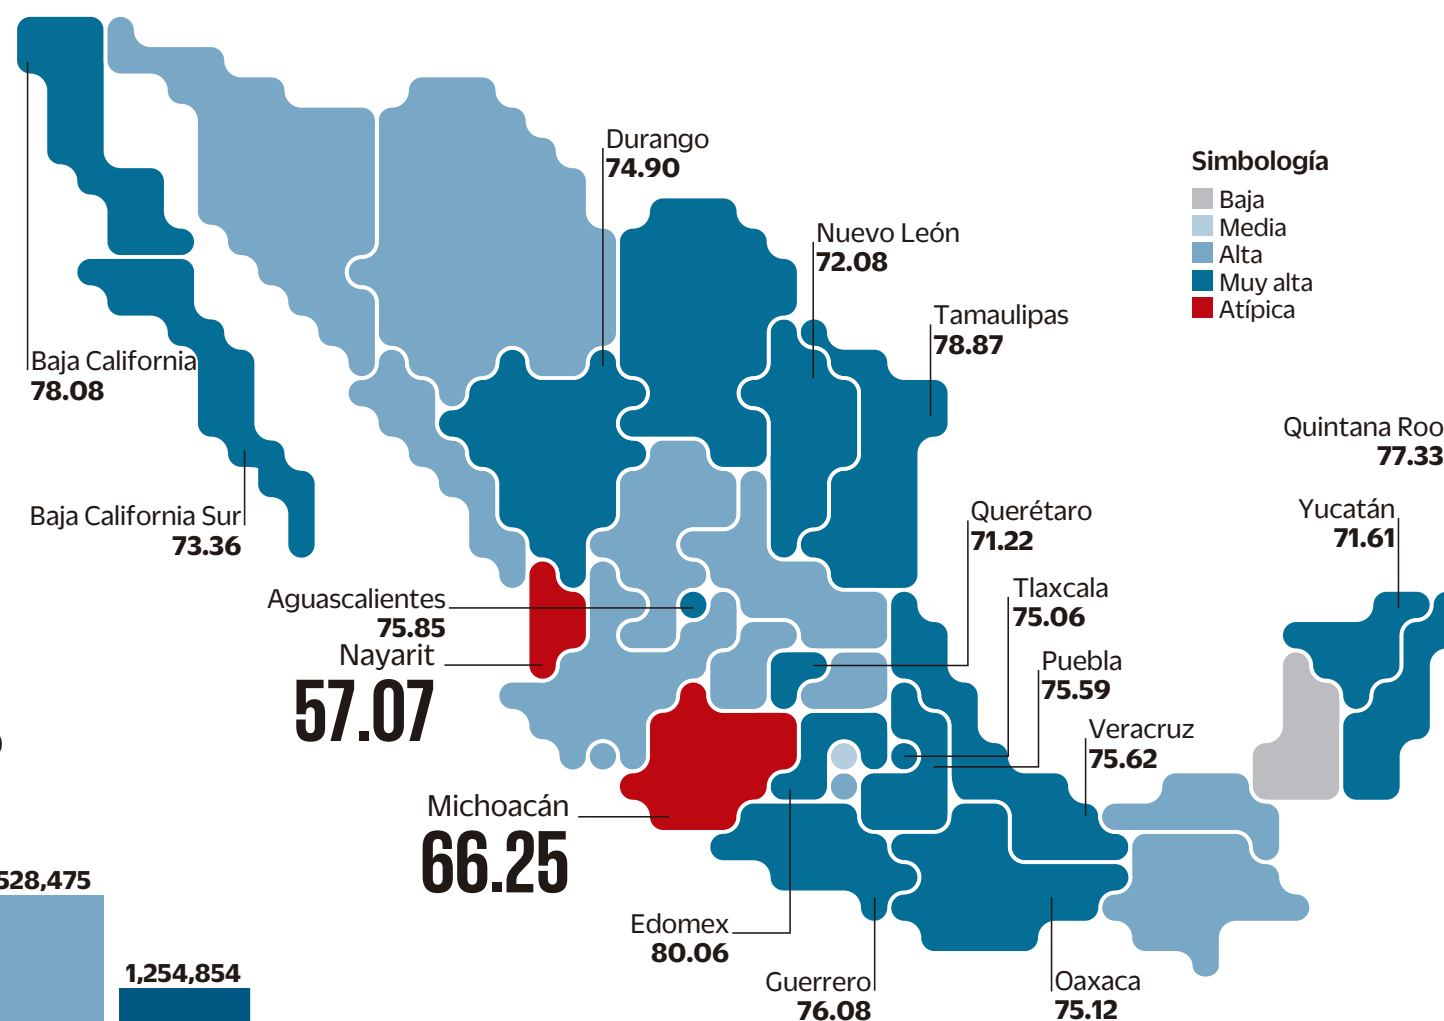 Durango
74.90
Simbología
Baja
Media
Alta
Muy alta
Atípica
Nuevo León
72.08
Tamaulipas
78.87
Baja California
78.08
Quintana Roo
77.33
Baja California Sur
73.36
Querétaro
71.22
Yucatán
71.61
Aguascalientes
75.85
Tlaxcala
75.06
Nayarit
57.07
Puebla
75.59
Veracruz
75.62
Michoacán
66.25
528,475
Edomex
80.06
1,254,854
Guerrero
76.08
Oaxaca
75.12